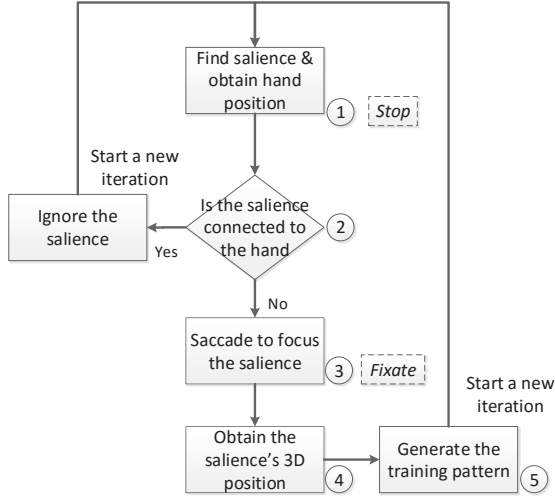 Find salience &
obtain hand
position
1
Stop
Start a new
iteration
Ignore the
salience
Is the salience
connected to
the hand
2
Yes
No
Saccade to focus
the salience
3
Fixate
Start a new
iteration
Obtain the
salience's 3D
position
4
Generate the
training pattern
5